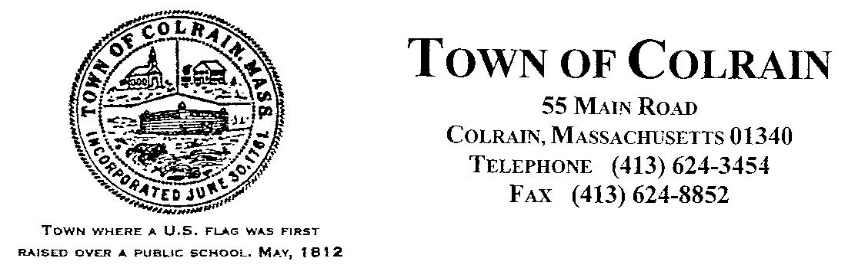 TOWN OF COLRAIN, MASS.
INCORPORATED JUNE 30, 1761.
TOWN WHERE A U.S. FLAG WAS FIRST
RAISED OVER A PUBLIC SCHOOL. MAY, 1812
TOWN OF COLRAIN
55 MAIN ROAD
COLRAIN, MASSACHUSETTS 01340
TELEPHONE (413) 624-3454
FAX (413) 624-8852